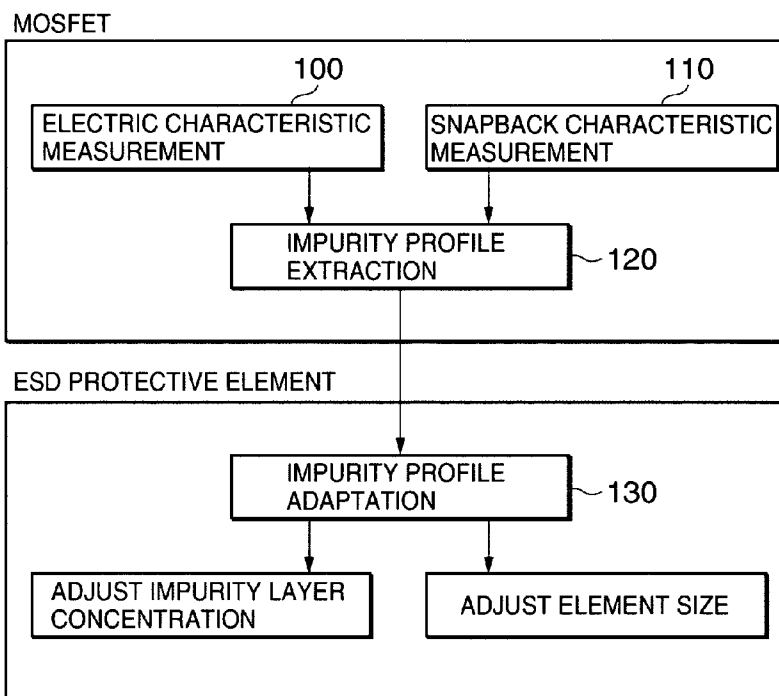 MOSFET
100
110
ELECTRIC CHARACTERISTIC
MEASUREMENT
SNAPBACK CHARACTERISTIC
MEASUREMENT
IMPURITY PROFILE
EXTRACTION
120
ESD PROTECTIVE ELEMENT
IMPURITY PROFILE
ADAPTATION
130
ADJUST IMPURITY LAYER
CONCENTRATION
ADJUST ELEMENT SIZE